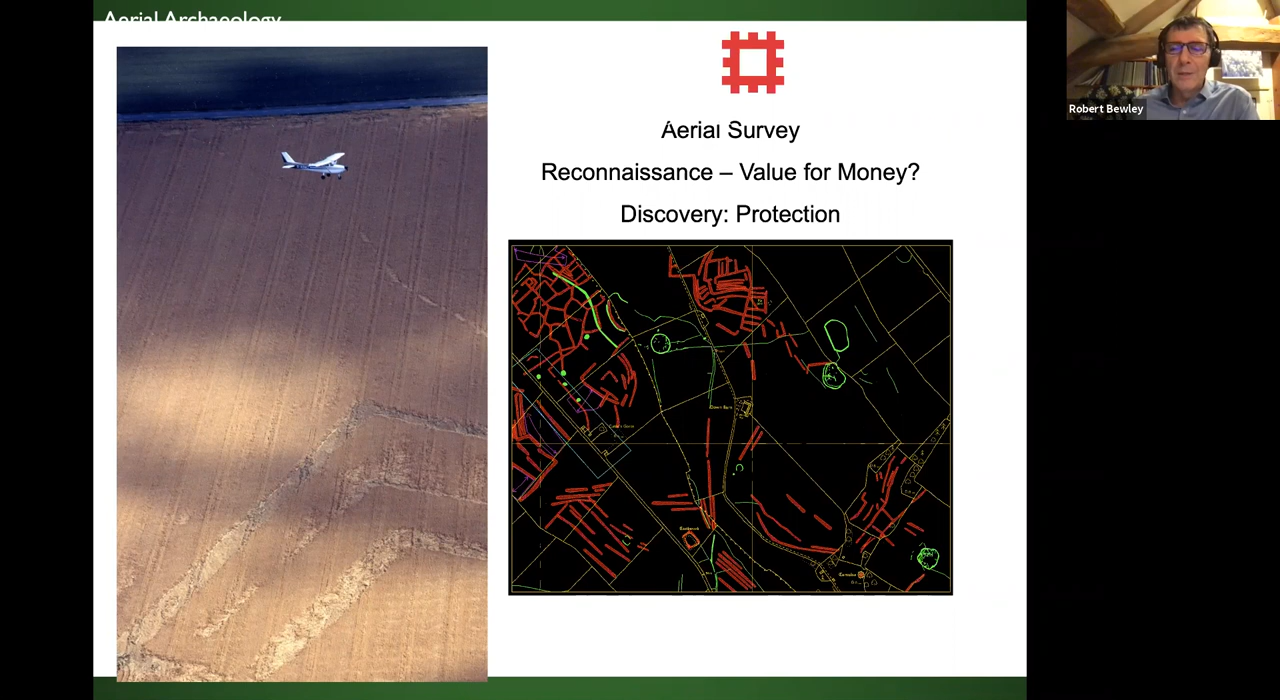 Aerial Archaeology
Robert Bewley
Aerial Survey
Reconnaissance – Value for Money?
Discovery: Protection